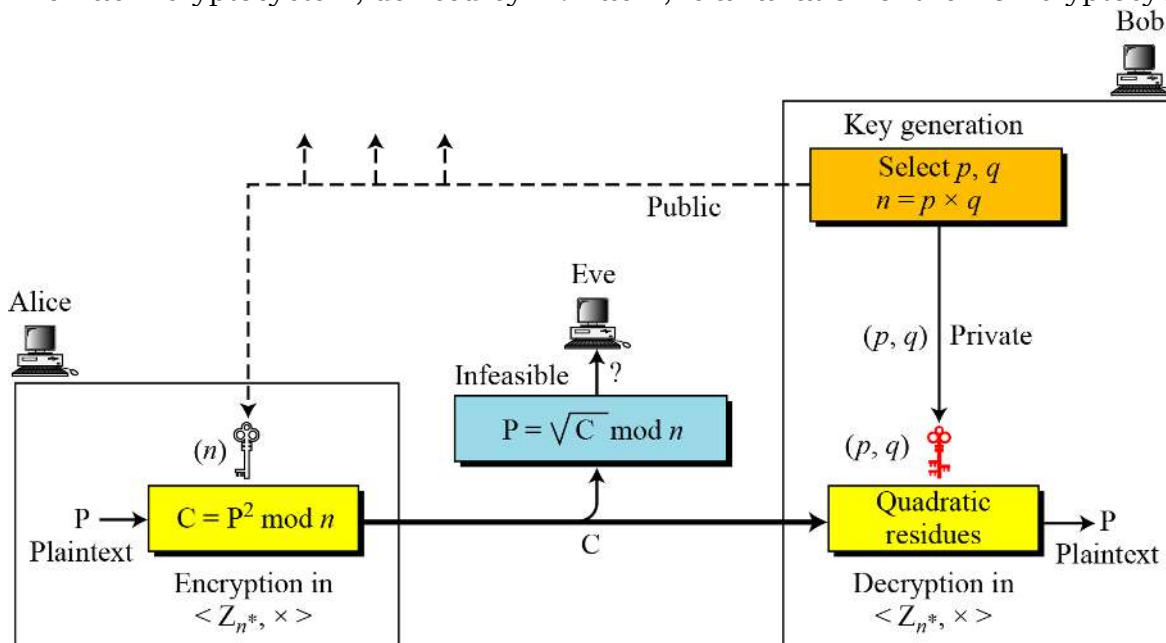 Bob
Key generation
Select p, q
n = p × q
Public
Eve
Alice
(p, q) Private
Infeasible ?
P = √C mod n
(n)
(p, q)
P
Plaintext
C = P² mod n
C
Quadratic
residues
P
Plaintext
Encryption in
< Zn*, × >
Decryption in
< Zn*, × >